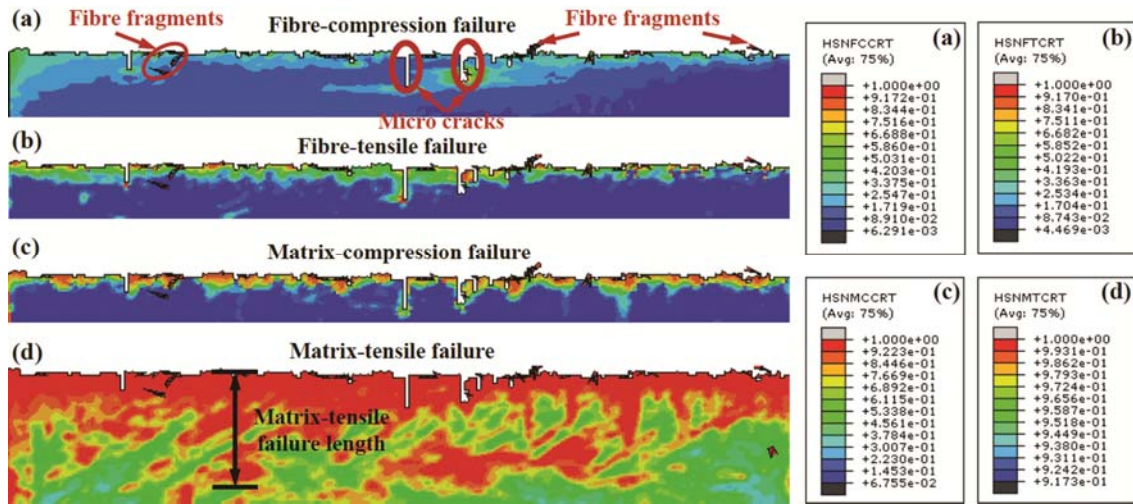 (a)
Fibre fragments
Fibre-compression failure
Fibre fragments
Micro cracks
(b)
Fibre-tensile failure
(c)
Matrix-compression failure
(d)
Matrix-tensile failure
Matrix-tensile
failure length
(a)
HSNFCCRT
(Avg: 75%)
+1.000e+00
+9.172e-01
+8.344e-01
+7.516e-01
+6.688e-01
+5.860e-01
+5.031e-01
+4.203e-01
+3.375e-01
+2.547e-01
+1.719e-01
+8.910e-02
+6.291e-03
(b)
HSNFTCRT
(Avg: 75%)
+1.000e+00
+9.170e-01
+8.341e-01
+7.511e-01
+6.682e-01
+5.852e-01
+5.022e-01
+4.193e-01
+3.363e-01
+2.534e-01
+1.704e-01
+8.743e-02
+4.469e-03
(c)
HSNMCCRT
(Avg: 75%)
+1.000e+00
+9.223e-01
+8.446e-01
+7.669e-01
+6.892e-01
+6.115e-01
+5.338e-01
+4.561e-01
+3.784e-01
+3.007e-01
+2.230e-01
+1.453e-01
+6.755e-02
(d)
HSNMTCRT
(Avg: 75%)
+1.000e+00
+9.931e-01
+9.862e-01
+9.793e-01
+9.724e-01
+9.656e-01
+9.587e-01
+9.518e-01
+9.449e-01
+9.380e-01
+9.311e-01
+9.242e-01
+9.173e-01